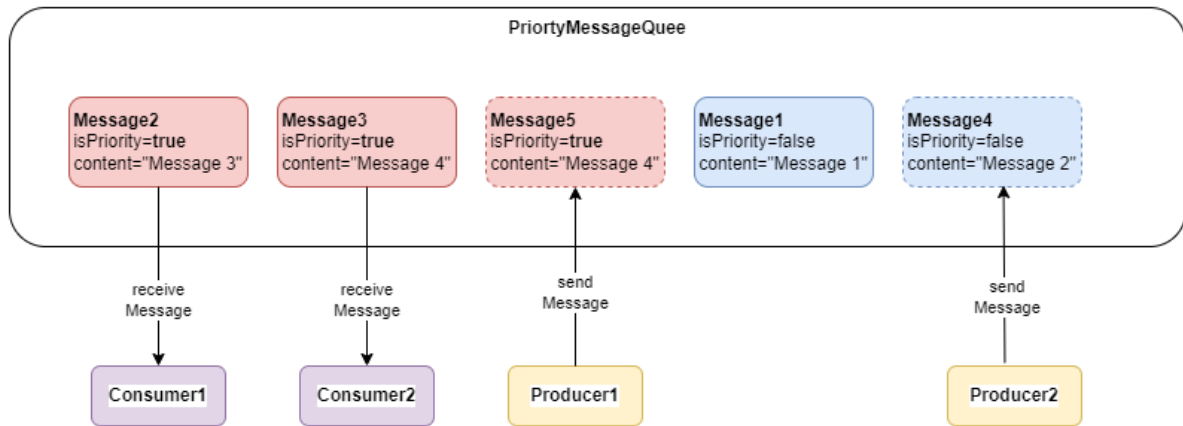 PriortyMessageQuee
Message2
isPriority=true
content="Message 3"
Message3
isPriority=true
content="Message 4"
Message5
isPriority=true
content="Message 4"
Message1
isPriority=false
content="Message 1"
Message4
isPriority=false
content="Message 2"
receive
Message
receive
Message
send
Message
send
Message
Consumer1
Consumer2
Producer1
Producer2